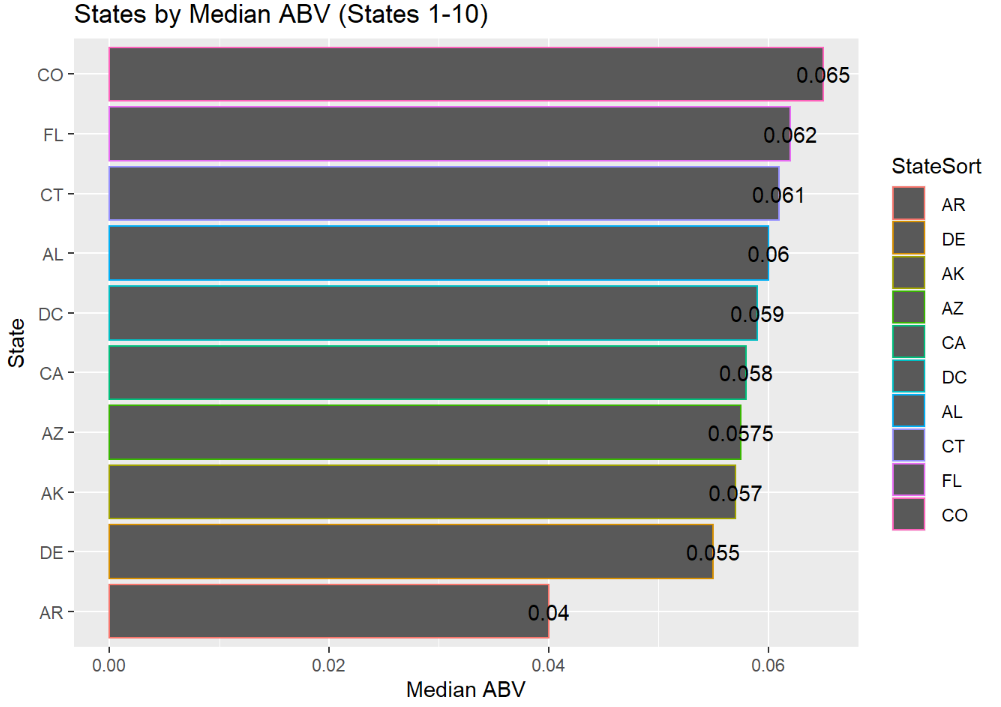 States by Median ABV (States 1-10)
State
CO
0.065
FL
0.062
CT
0.061
AL
0.06
DC
0.059
CA
0.058
AZ
0.0575
AK
0.057
DE
0.055
AR
0.04
0.00
0.02
0.04
0.06
Median ABV
StateSort
AR
DE
AK
AZ
CA
DC
AL
CT
FL
CO